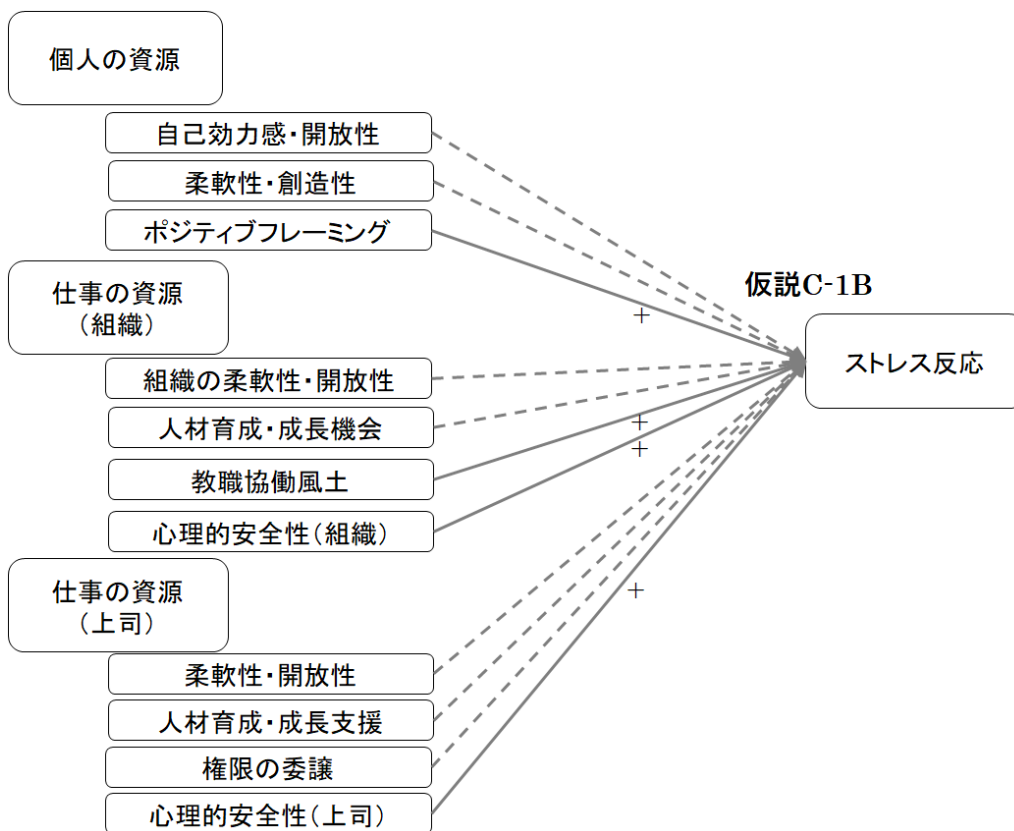 個人の資源
自己効力感・開放性
柔軟性・創造性
ポジティブフレーミング
仕事の資源
（組織）
仮説C-1B
+
ストレス反応
組織の柔軟性・開放性
人材育成・成長機会
+
+
教職協働風土
心理的安全性（組織）
仕事の資源
（上司）
+
柔軟性・開放性
人材育成・成長支援
権限の委譲
心理的安全性（上司）